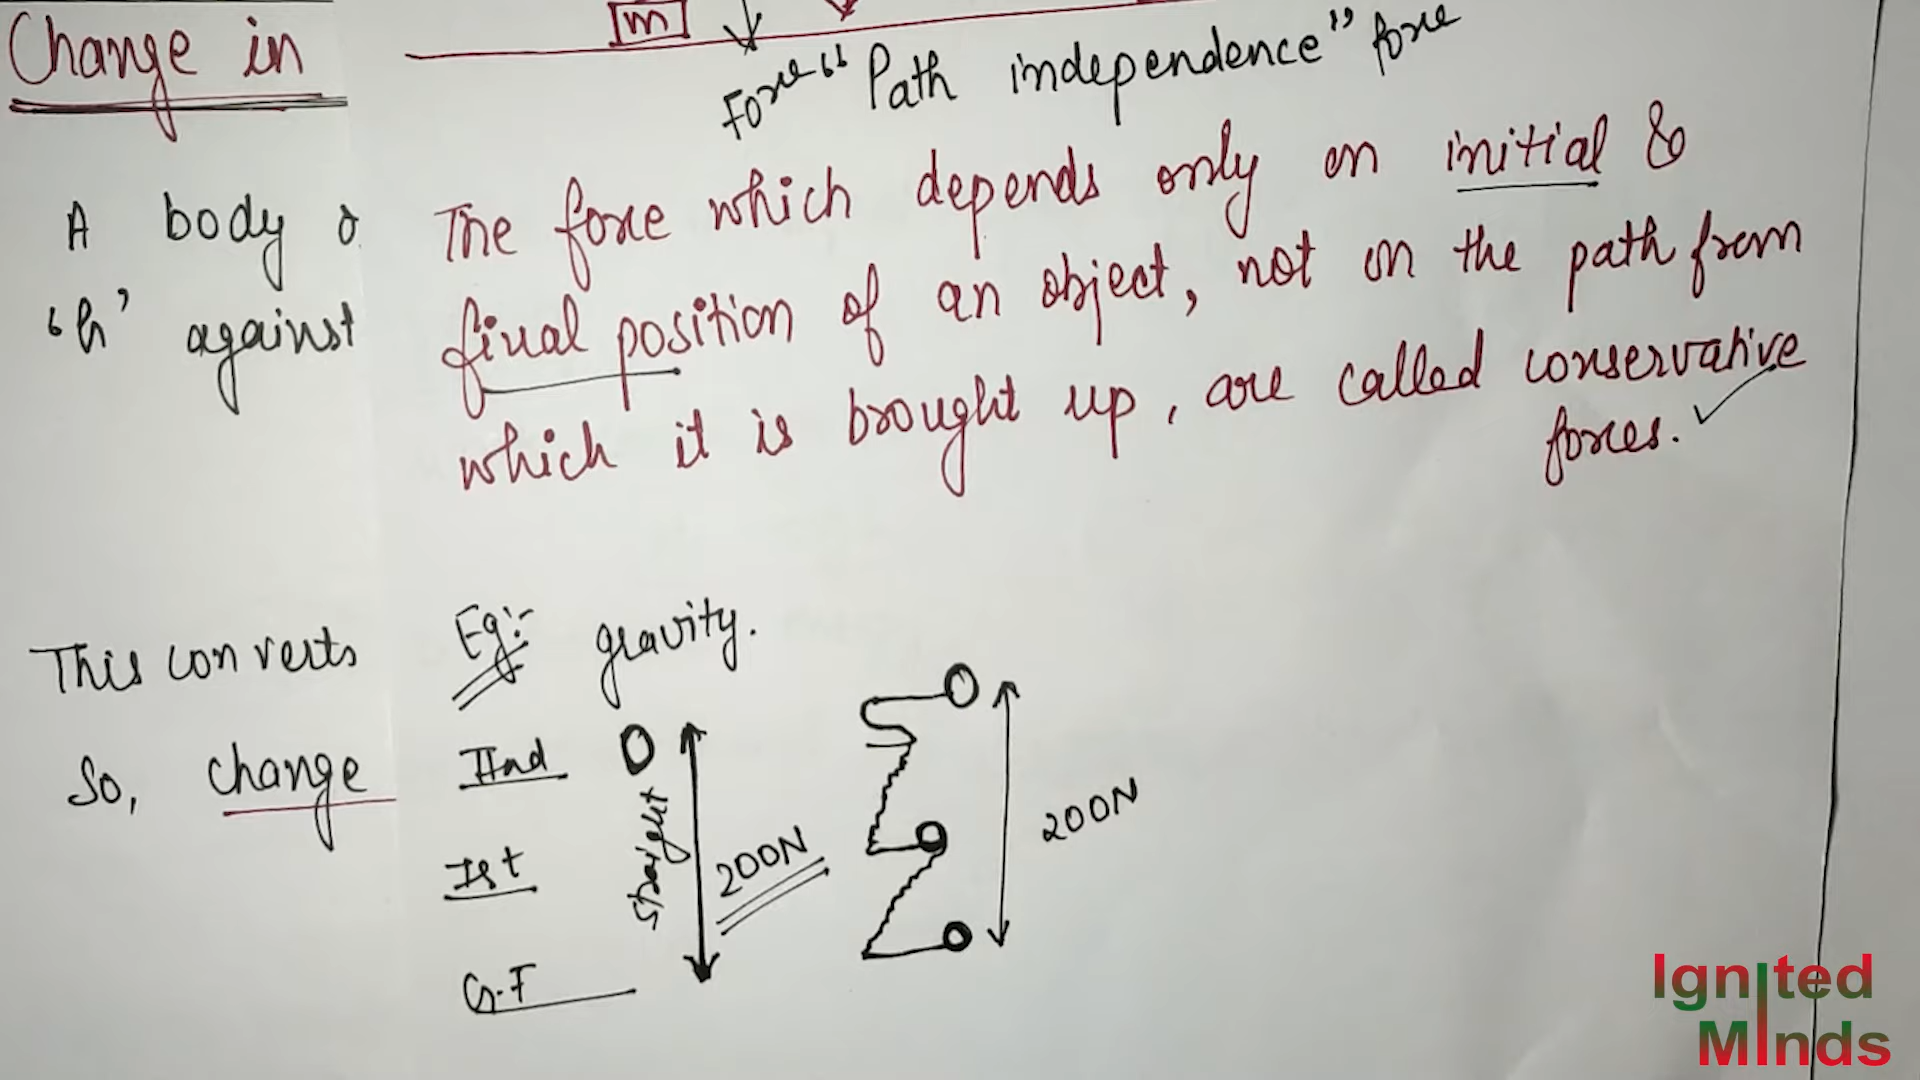 Change in
m
Force "Path independence" force
A body o
"h' against
The force which depends only on initial &
final position of an object, not on the path from
which it is brought up, are called conservative
forces.
This converts
So, change
Eg:- gravity.
IInd
Ist
G.F
straight
200N
200N
Ignited
Minds